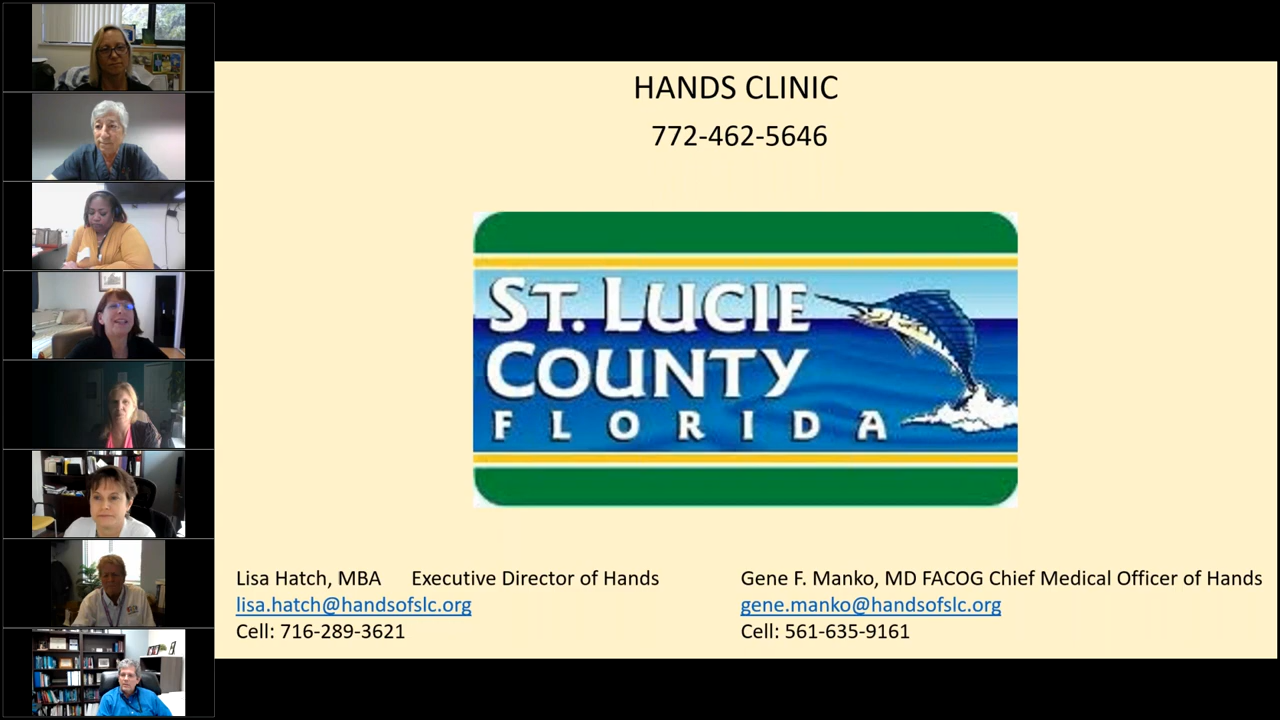 HANDS CLINIC
772-462-5646
ST. LUCIE
COUNTY
FLORIDA
Lisa Hatch, MBA Executive Director of Hands
lisa.hatch@handsofslc.org
Cell: 716-289-3621
Gene F. Manko, MD FACOG Chief Medical Officer of Hands
gene.manko@handsofslc.org
Cell: 561-635-9161